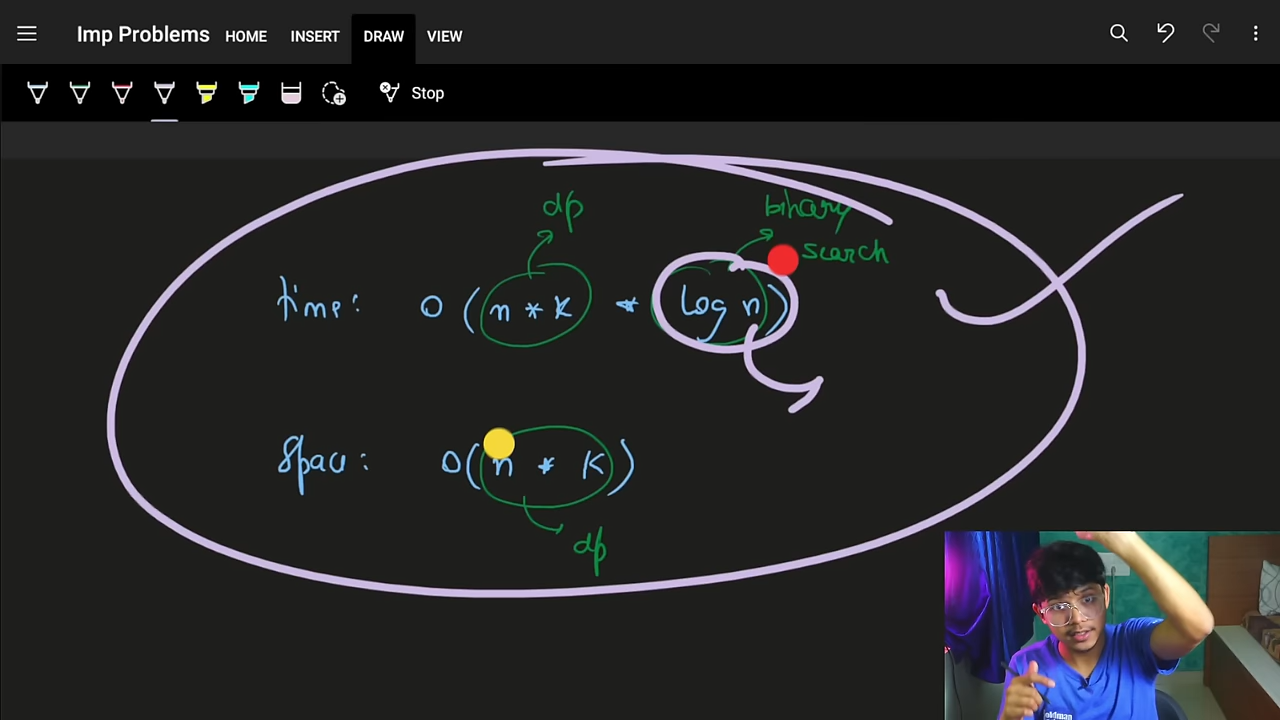 Imp Problems HOME INSERT DRAW VIEW
Stop
dp
binary
search
time: O (n * K * log n)
Space: O(n * K)
dp